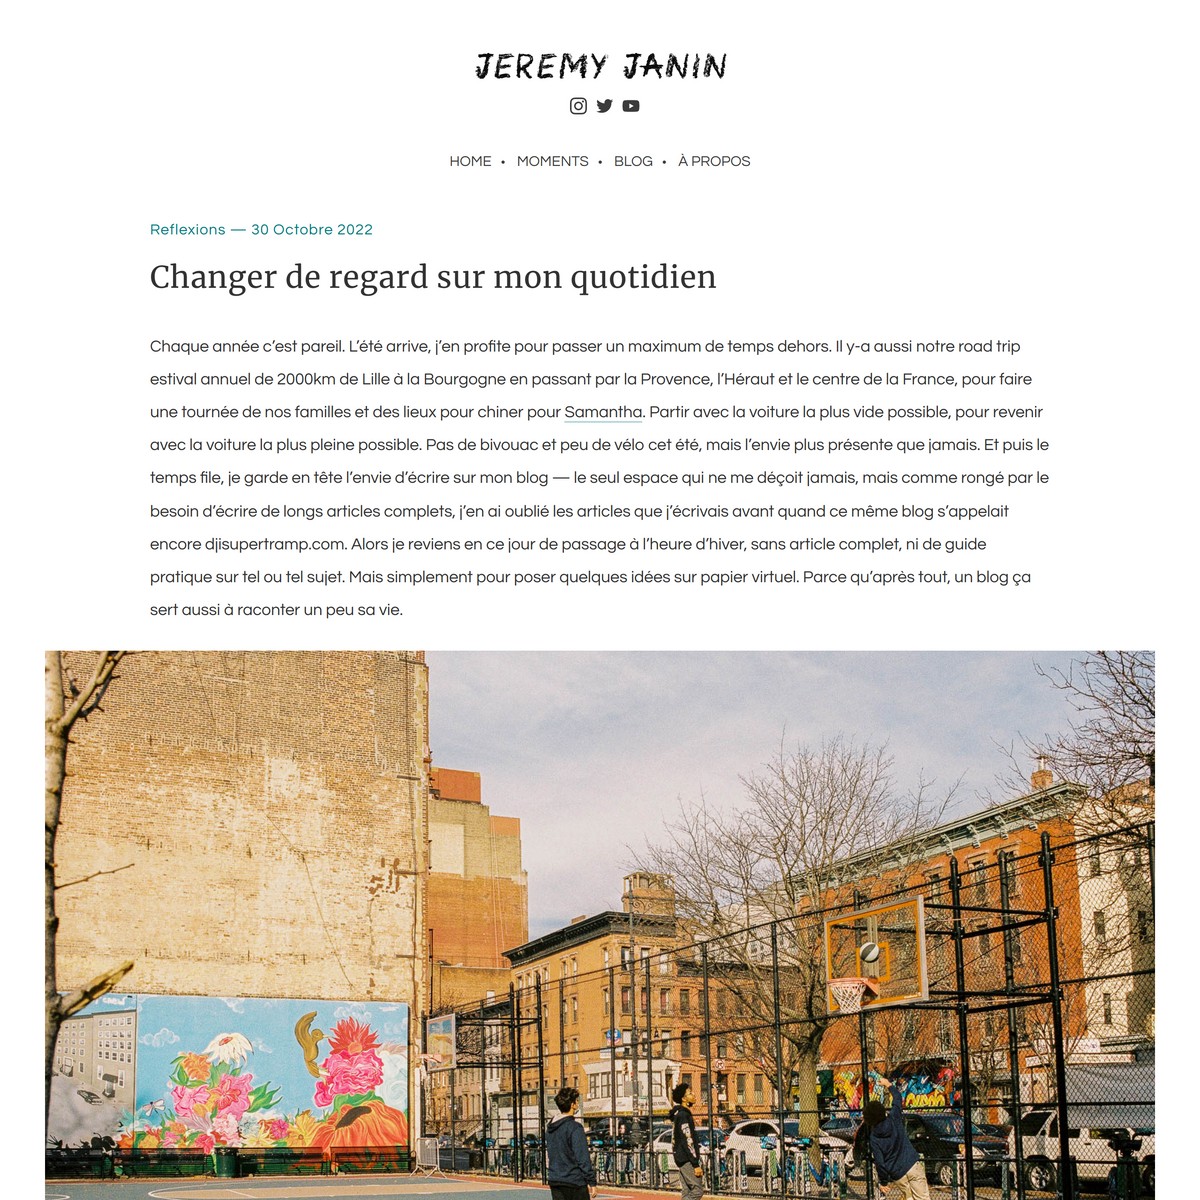 JEREMY JANIN
HOME • MOMENTS • BLOG • À PROPOS
Reflexions — 30 Octobre 2022
Changer de regard sur mon quotidien
Chaque année c’est pareil. L’été arrive, j’en profite pour passer un maximum de temps dehors. Il y-a aussi notre road trip
estival annuel de 2000km de Lille à la Bourgogne en passant par la Provence, l’Héraut et le centre de la France, pour faire
une tournée de nos familles et des lieux pour chiner pour Samantha. Partir avec la voiture la plus vide possible, pour revenir
avec la voiture la plus pleine possible. Pas de bivouac et peu de vélo cet été, mais l’envie plus présente que jamais. Et puis le
temps file, je garde en tête l’envie d’écrire sur mon blog — le seul espace qui ne me déçoit jamais, mais comme rongé par le
besoin d’écrire de longs articles complets, j’en ai oublié les articles que j’écrivais avant quand ce même blog s’appelait
encore djisupertramp.com. Alors je reviens en ce jour de passage à l’heure d’hiver, sans article complet, ni de guide
pratique sur tel ou tel sujet. Mais simplement pour poser quelques idées sur papier virtuel. Parce qu’après tout, un blog ça
sert aussi à raconter un peu sa vie.